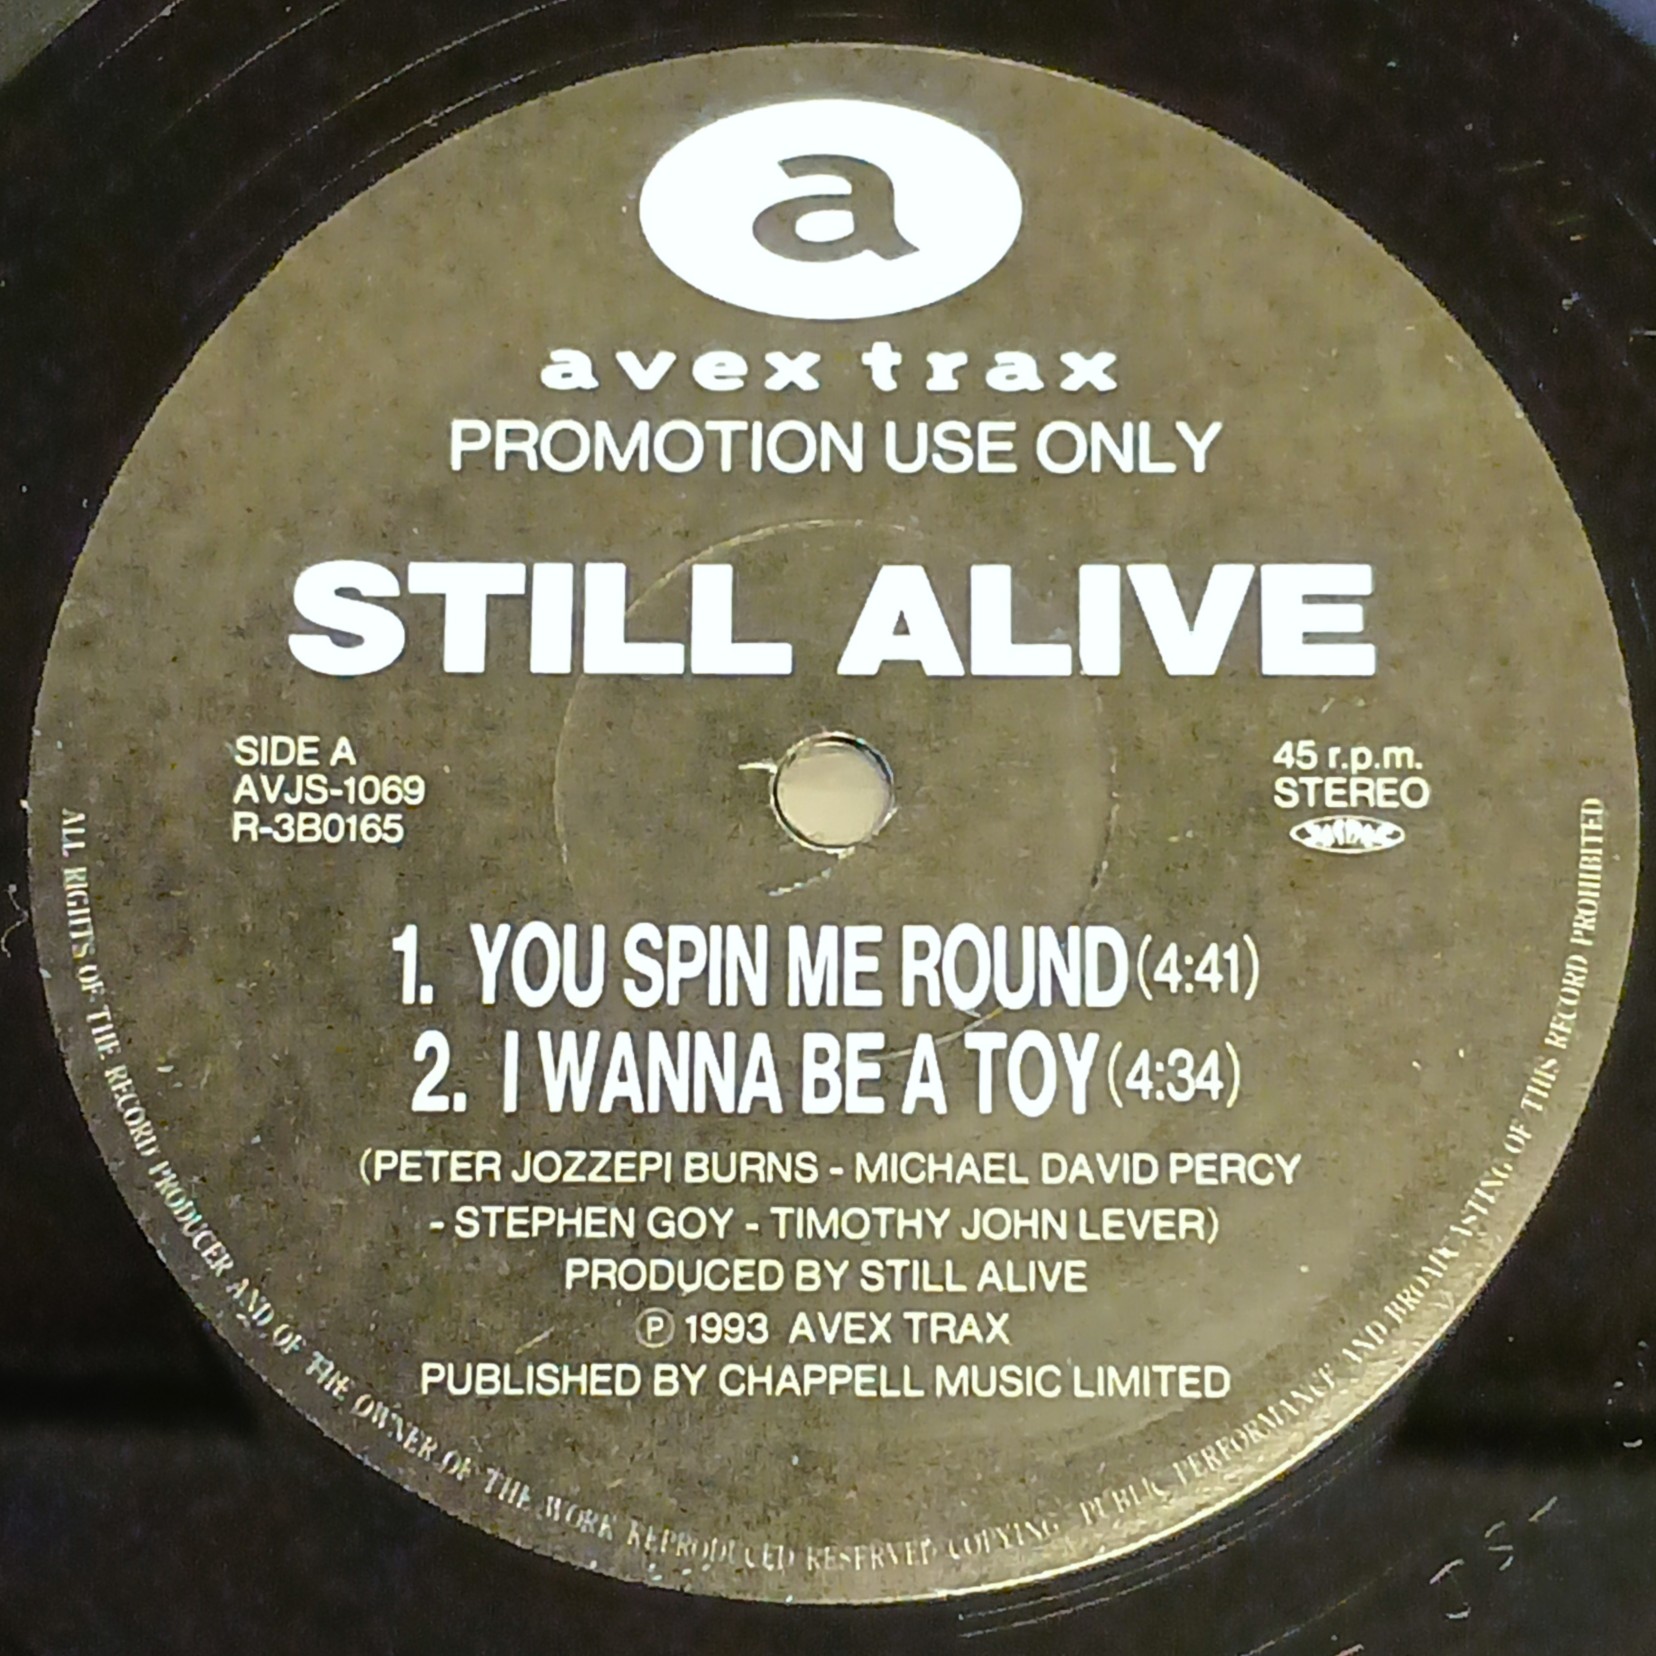 a
avex trax
PROMOTION USE ONLY
STILL ALIVE
SIDE A
AVJS-1069
R-3B0165
45 r.p.m.
STEREO
JASRAC
1. YOU SPIN ME ROUND (4:41)
2. I WANNA BE A TOY (4:34)
(PETER JOZZEPI BURNS - MICHAEL DAVID PERCY
- STEPHEN GOY - TIMOTHY JOHN LEVER)
PRODUCED BY STILL ALIVE
Ⓟ 1993 AVEX TRAX
PUBLISHED BY CHAPPELL MUSIC LIMITED
ALL RIGHTS OF THE RECORD PRODUCER AND OF THE OWNER OF THE WORK REPRODUCED RESERVED COPYING PUBLIC PERFORMANCE AND BROADCASTING OF THIS RECORD PROHIBITED